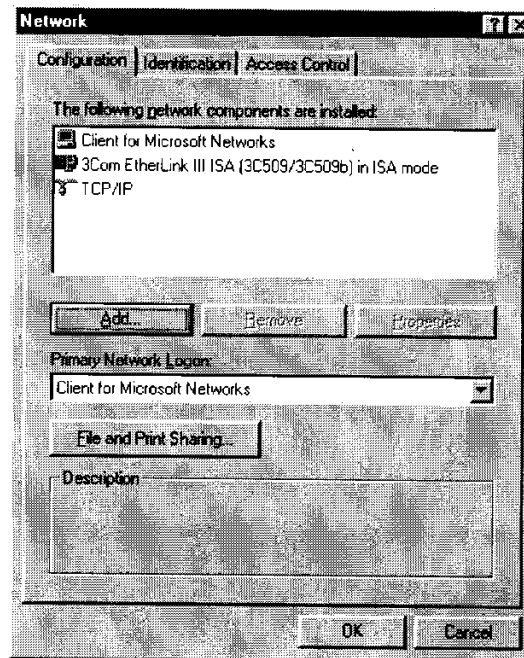 Network
Configuration Identification Access Control
The following network components are installed:
Client for Microsoft Networks
3Com EtherLink III ISA (3C509/3C509b) in ISA mode
TCP/IP
Add... Remove Properties
Primary Network Logon:
Client for Microsoft Networks
File and Print Sharing...
Description
OK Cancel